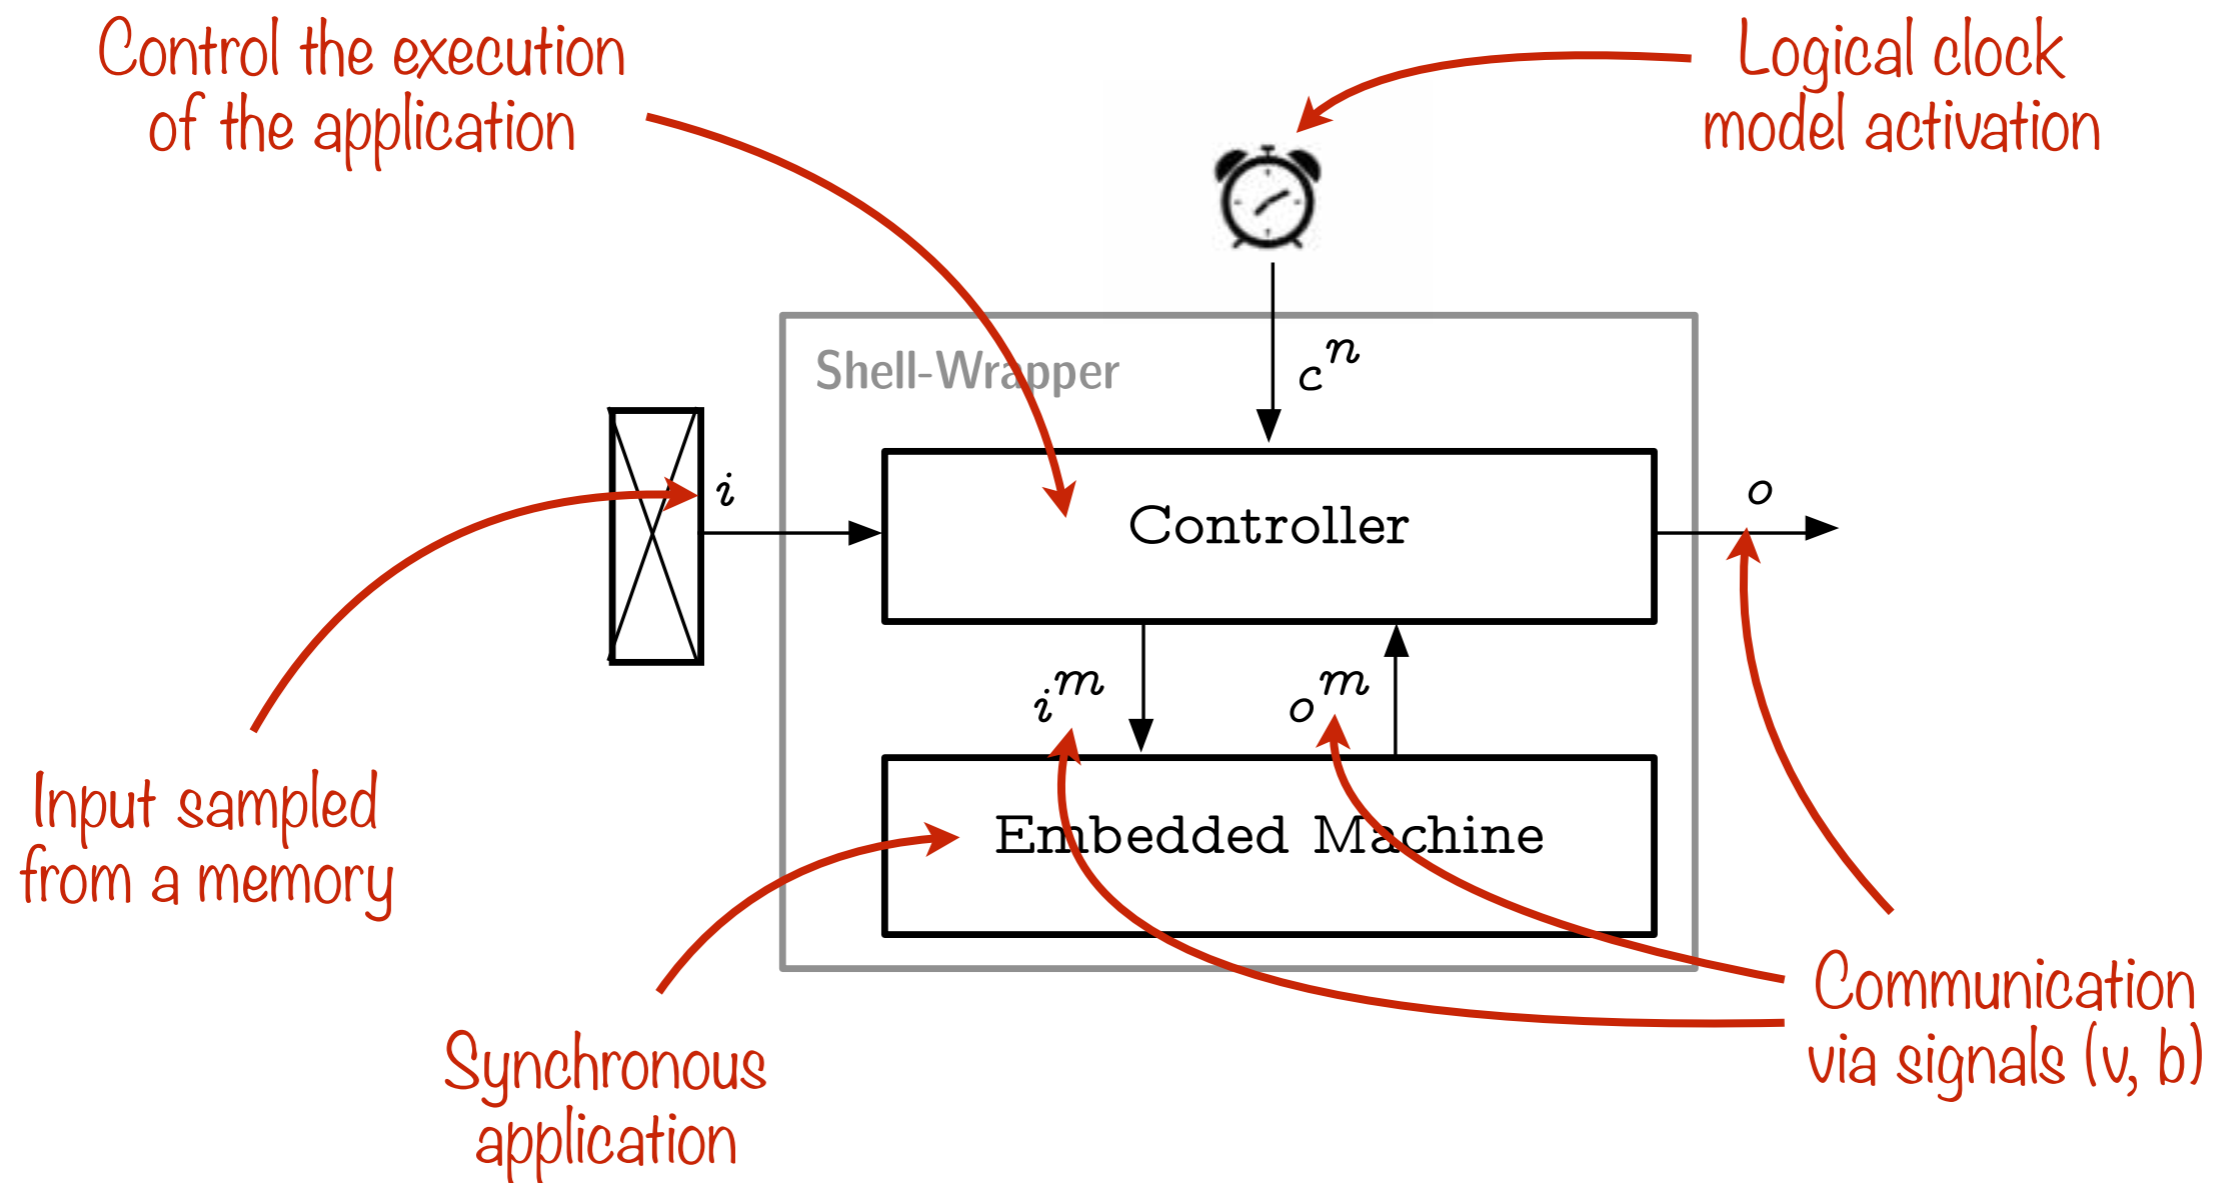 Control the execution
of the application
Logical clock
model activation
Shell-Wrapper
c^n
i
Controller
o
i^m
o^m
Embedded Machine
Input sampled
from a memory
Synchronous
application
Communication
via signals (v, b)